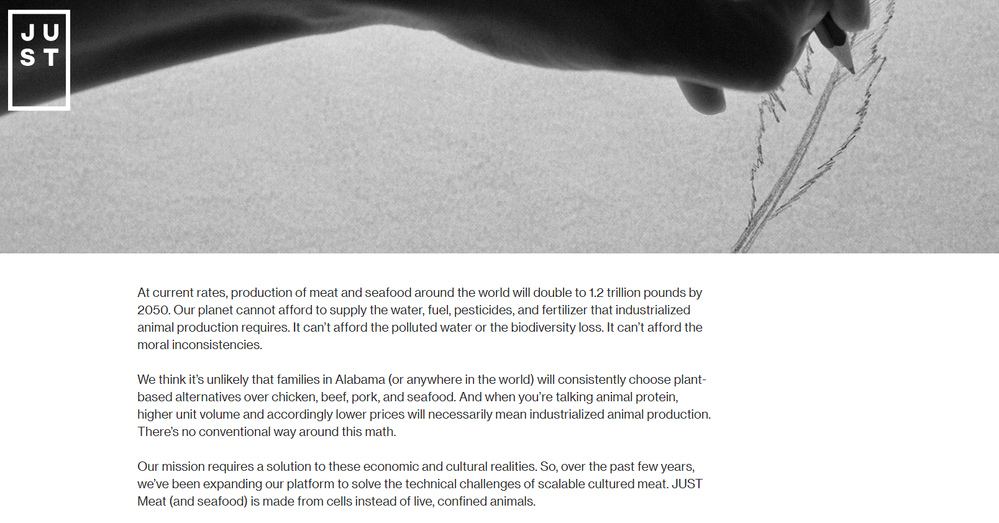 JU
ST
At current rates, production of meat and seafood around the world will double to 1.2 trillion pounds by
2050. Our planet cannot afford to supply the water, fuel, pesticides, and fertilizer that industrialized
animal production requires. It can’t afford the polluted water or the biodiversity loss. It can’t afford the
moral inconsistencies.
We think it’s unlikely that families in Alabama (or anywhere in the world) will consistently choose plant-
based alternatives over chicken, beef, pork, and seafood. And when you’re talking animal protein,
higher unit volume and accordingly lower prices will necessarily mean industrialized animal production.
There’s no conventional way around this math.
Our mission requires a solution to these economic and cultural realities. So, over the past few years,
we’ve been expanding our platform to solve the technical challenges of scalable cultured meat. JUST
Meat (and seafood) is made from cells instead of live, confined animals.